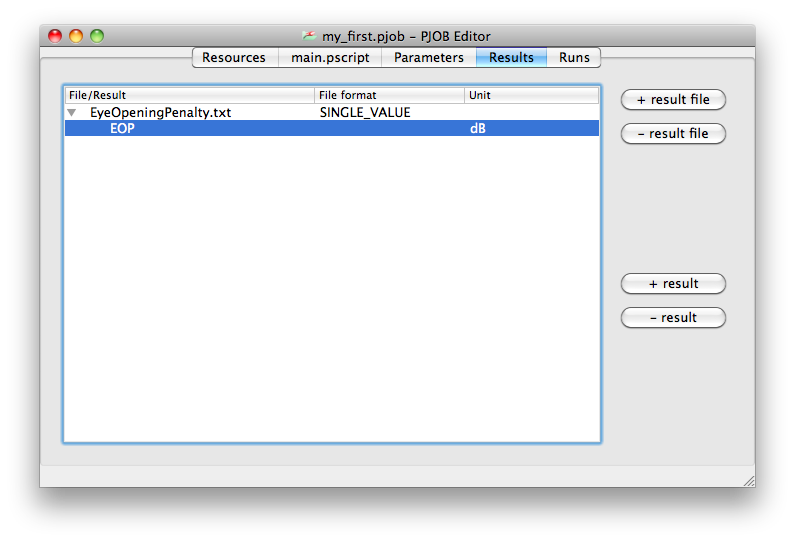 my_first.pjob – PJOB Editor
Resources main.pscript Parameters Results Runs
File/Result File format Unit
EyeOpeningPenalty.txt SINGLE_VALUE
EOP dB
+ result file
– result file
+ result
– result